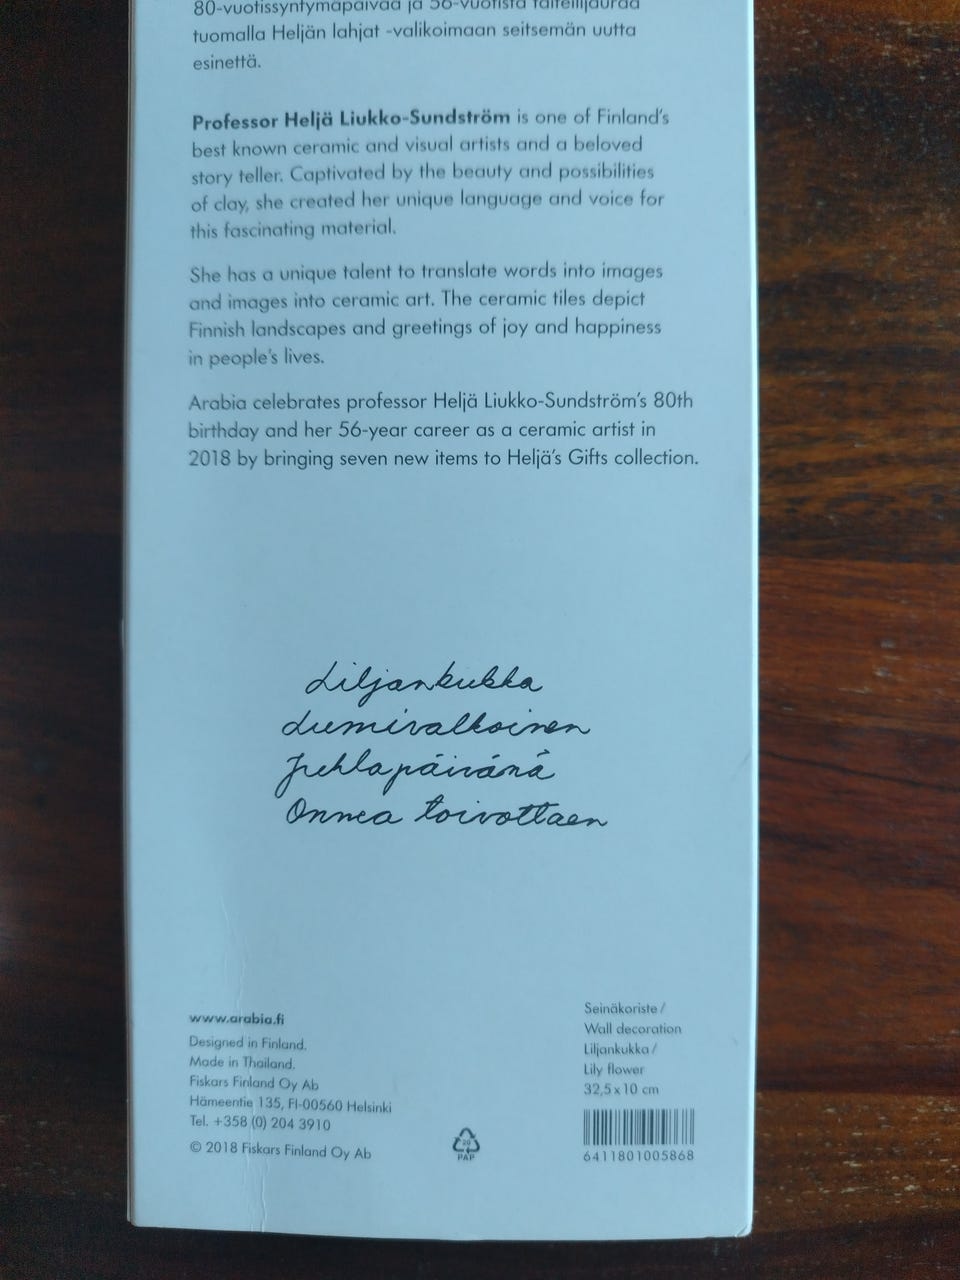 80-vuotissyntymäpäivää ja 56-vuotista taiteilijauraa
tuomalla Heljän lahjat -valikoimaan seitsemän uutta
esinettä.
Professor Heljä Liukko-Sundström is one of Finland's
best known ceramic and visual artists and a beloved
story teller. Captivated by the beauty and possibilities
of clay, she created her unique language and voice for
this fascinating material.
She has a unique talent to translate words into images
and images into ceramic art. The ceramic tiles depict
Finnish landscapes and greetings of joy and happiness
in people's lives.
Arabia celebrates professor Heljä Liukko-Sundström's 80th
birthday and her 56-year career as a ceramic artist in
2018 by bringing seven new items to Heljä's Gifts collection.
Liljankukka
Lumivalkoinen
Juhlapäivänä
Onnea toivottaen
www.arabia.fi
Designed in Finland.
Made in Thailand.
Fiskars Finland Oy Ab
Hämeentie 135, FI-00560 Helsinki
Tel. +358 (0) 204 3910
© 2018 Fiskars Finland Oy Ab
20
PAP
Seinäkoriste /
Wall decoration
Liljankukka /
Lily flower
32,5 x 10 cm
6411801005868